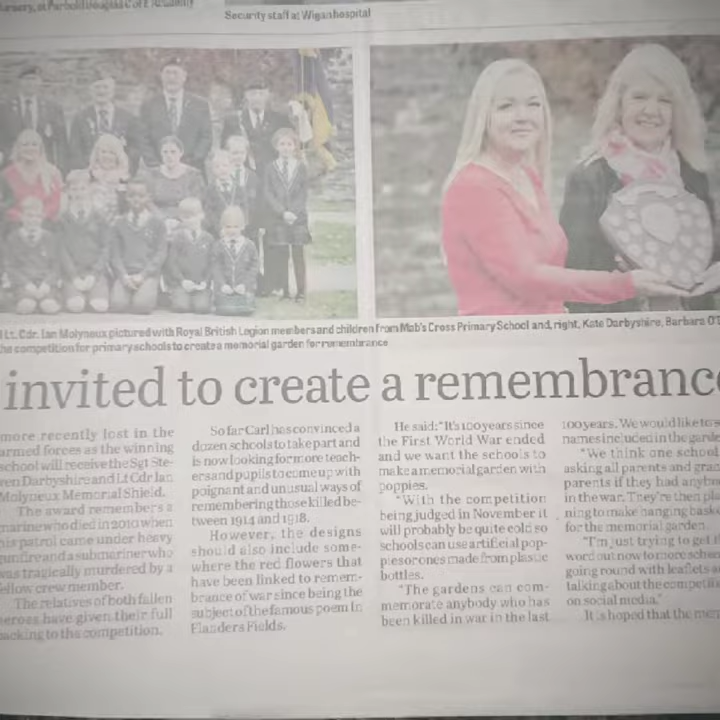 Security staff at Wigan hospital
Lt. Cdr. Ian Molyneux pictured with Royal British Legion members and children from Mab's Cross Primary School and, right, Kate Darbyshire, Barbara
the competition for primary schools to create a memorial garden for remembrance
invited to create a remembranc
more recently lost in the
armed forces as the winning
school will receive the Sgt Ste-
ven Darbyshire and Lt Cdr Ian
Molyneux Memorial Shield.
The award remembers a
marine who died in 2010 when
his patrol came under heavy
gunfire and a submariner who
was tragically murdered by a
fellow crew member.
The relatives of both fallen
heroes have given their full
backing to the competition.
So far Carl has convinced a
dozen schools to take part and
is now looking for more teach-
ers and pupils to come up with
poignant and unusual ways of
remembering those killed be-
tween 1914 and 1918.
However, the designs
should also include some-
where the red flowers that
have been linked to remem-
brance of war since being the
subject of the famous poem In
Flanders Fields.
He said: "It's 100 years since
the First World War ended
and we want the schools to
make a memorial garden with
poppies.
"With the competition
being judged in November it
will probably be quite cold so
schools can use artificial pop-
pies or ones made from plastic
bottles.
"The gardens can com-
memorate anybody who has
been killed in war in the last
100 years. We would like to
names included in the garde
"We think one school
asking all parents and gran
parents if they had anybo
in the war. They're then pla
ning to make hanging bask
for the memorial garden.
"I'm just trying to get
word out now to more scho
going round with leaflets a
talking about the competiti
on social media."
It is hoped that the me